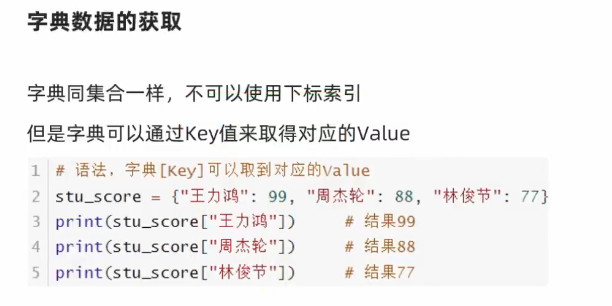 字典数据的获取
字典同集合一样，不可以使用下标索引
但是字典可以通过Key值来取得对应的Value
1 # 语法，字典[Key]可以取到对应的Value
2 stu_score = {"王力鸿": 99, "周杰轮": 88, "林俊节": 77}
3 print(stu_score["王力鸿"]) # 结果99
4 print(stu_score["周杰轮"]) # 结果88
5 print(stu_score["林俊节"]) # 结果77